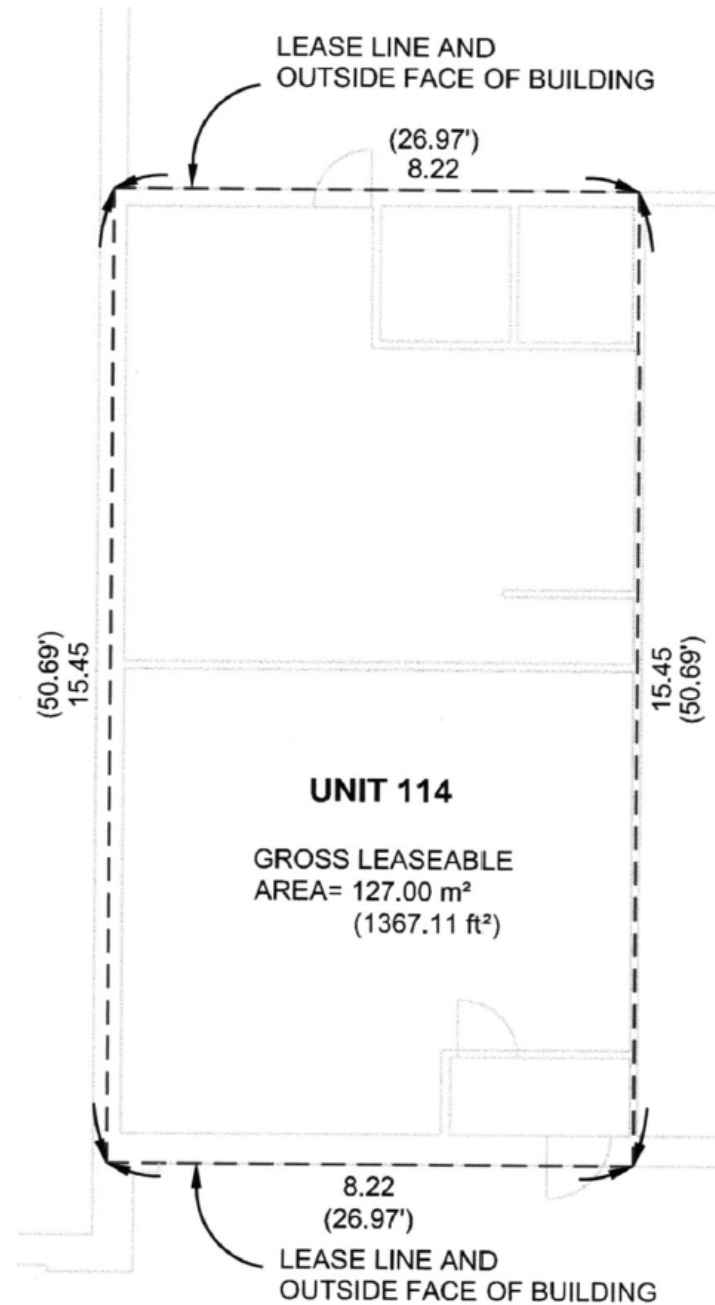 LEASE LINE AND
OUTSIDE FACE OF BUILDING
(26.97')
8.22
(50.69')
15.45
15.45
(50.69')
UNIT 114
GROSS LEASEABLE
AREA= 127.00 m²
(1367.11 ft²)
8.22
(26.97')
LEASE LINE AND
OUTSIDE FACE OF BUILDING